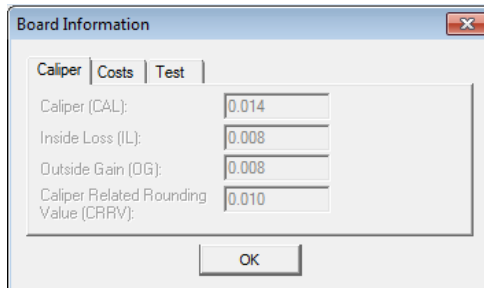 Board Information
Caliper Costs Test
Caliper (CAL): 0.014
Inside Loss (IL): 0.008
Outside Gain (OG): 0.008
Caliper Related Rounding
Value (CRRV): 0.010
OK